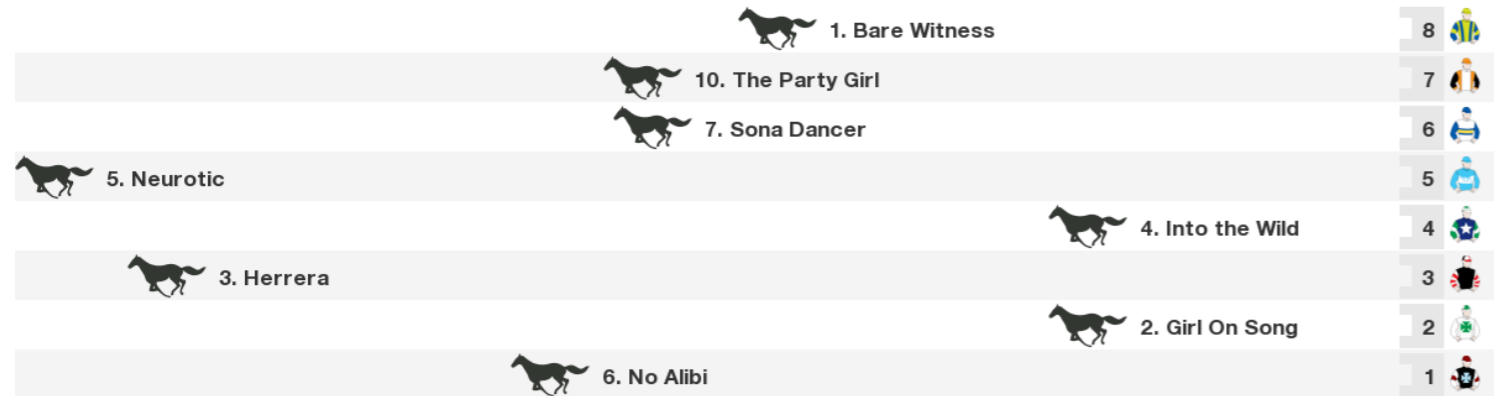 1. Bare Witness 8
10. The Party Girl 7
7. Sona Dancer 6
5. Neurotic 5
4. Into the Wild 4
3. Herrera 3
2. Girl On Song 2
6. No Alibi 1